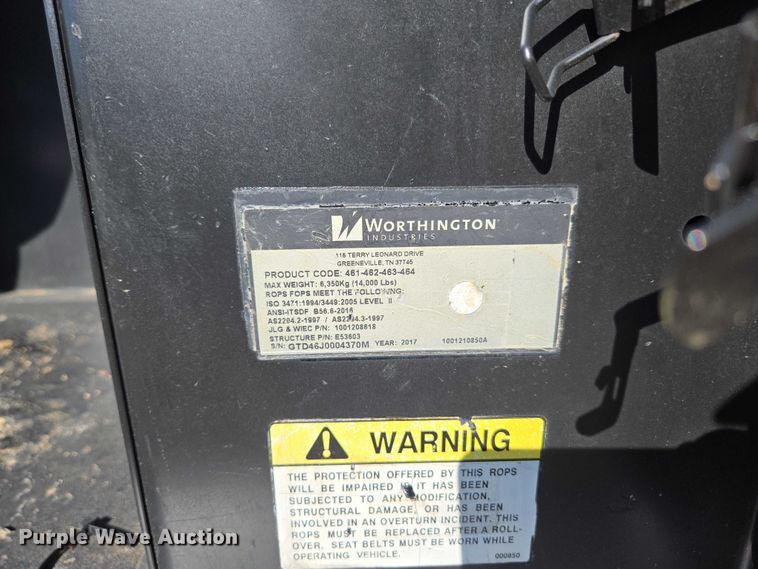 WORTHINGTON
INDUSTRIES
118 TERRY LEONARD DRIVE
GREENEVILLE, TN 37745
PRODUCT CODE: 461-462-463-464
MAX WEIGHT: 6,350Kg (14,000 Lbs)
ROPS FOPS MEET THE FOLLOWING:
ISO 3471:1994/3449:2005 LEVEL II
ANSI-ITSDF B56.6-2016
AS2294.2-1997 / AS2294.3-1997
JLG & WIEC P/N: 1001208618
STRUCTURE P/N: E53603
S/N: GTD46J0004370M YEAR: 2017 1001210850A
WARNING
THE PROTECTION OFFERED BY THIS ROPS
WILL BE IMPAIRED IF IT HAS BEEN
SUBJECTED TO ANY MODIFICATION,
STRUCTURAL DAMAGE, OR HAS BEEN
INVOLVED IN AN OVERTURN INCIDENT. THIS
ROPS MUST BE REPLACED AFTER A ROLL-
OVER. SEAT BELTS MUST BE WORN WHILE
OPERATING VEHICLE. 000850
Purple Wave Auction